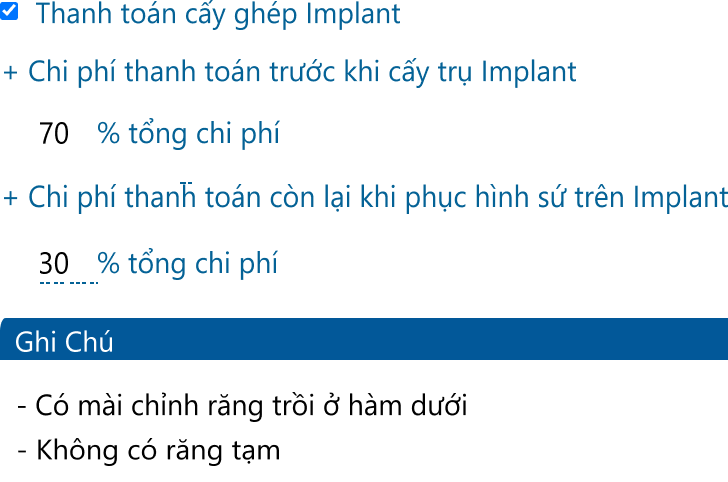 Thanh toán cấy ghép Implant
+ Chi phí thanh toán trước khi cấy trụ Implant
70 % tổng chi phí
+ Chi phí thanh toán còn lại khi phục hình sứ trên Implant
30 % tổng chi phí
Ghi Chú
- Có mài chỉnh răng trồi ở hàm dưới
- Không có răng tạm